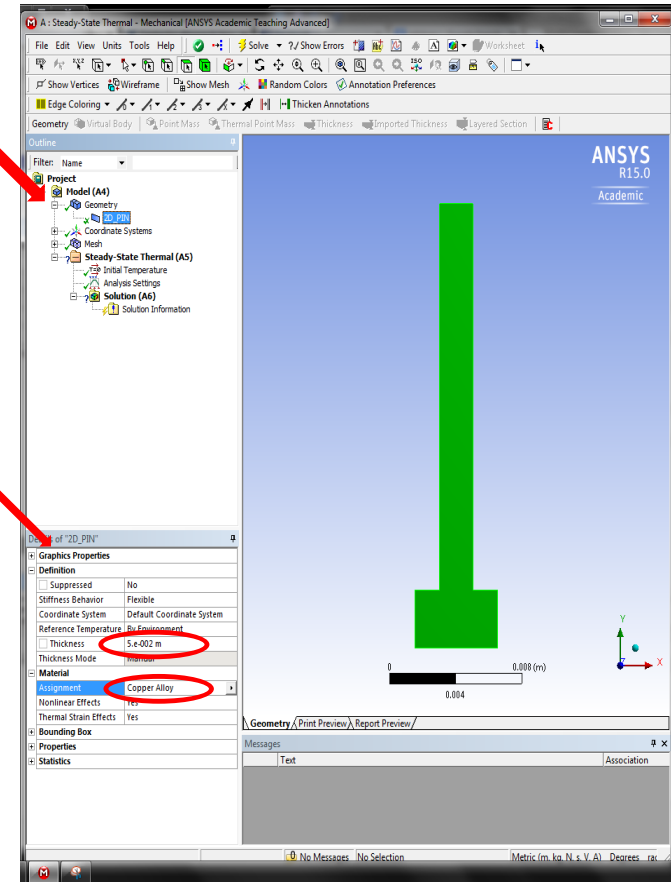 A : Steady-State Thermal - Mechanical [ANSYS Academic Teaching Advanced]
File Edit View Units Tools Help Solve ?/ Show Errors Worksheet
Show Vertices Wireframe Show Mesh Random Colors Annotation Preferences
Edge Coloring Thicken Annotations
Geometry Virtual Body Point Mass Thermal Point Mass Thickness Imported Thickness Layered Section
Outline
Filter: Name
Project
Model (A4)
Geometry
2D_PIN
Coordinate Systems
Mesh
Steady-State Thermal (A5)
Initial Temperature
Analysis Settings
Solution (A6)
Solution Information
ANSYS
R15.0
Academic
Y
X
Z
0 0.008 (m)
0.004
Geometry Print Preview Report Preview
Details of "2D_PIN"
Graphics Properties
Definition
Suppressed No
Stiffness Behavior Flexible
Coordinate System Default Coordinate System
Reference Temperature By Environment
Thickness 5.e-002 m
Thickness Mode Manual
Material
Assignment Copper Alloy
Nonlinear Effects Yes
Thermal Strain Effects Yes
Bounding Box
Properties
Statistics
Messages
Text Association
No Messages No Selection Metric (m, kg, N, s, V, A) Degrees rad